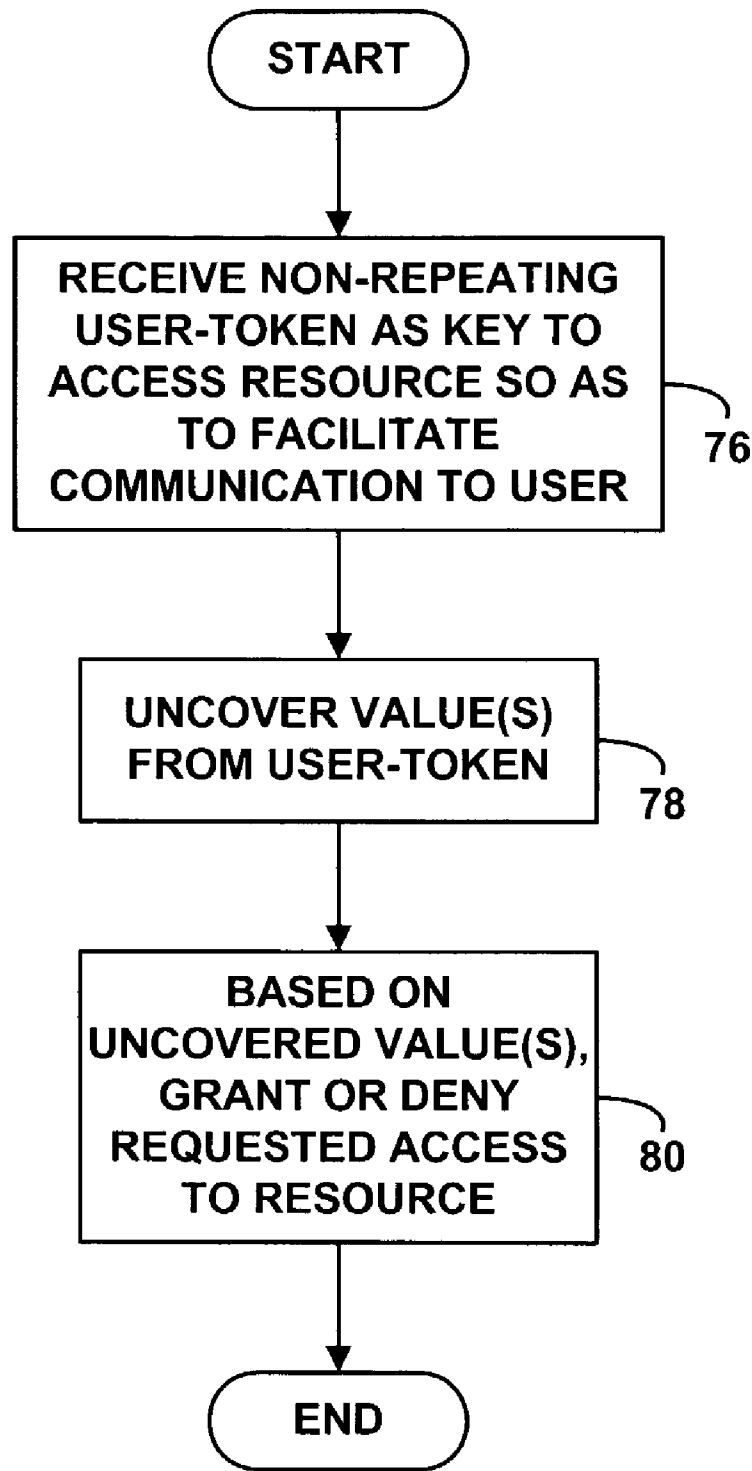 START
RECEIVE NON-REPEATING
USER-TOKEN AS KEY TO
ACCESS RESOURCE SO AS
TO FACILITATE
COMMUNICATION TO USER
76
UNCOVER VALUE(S)
FROM USER-TOKEN
78
BASED ON
UNCOVERED VALUE(S),
GRANT OR DENY
REQUESTED ACCESS
TO RESOURCE
80
END